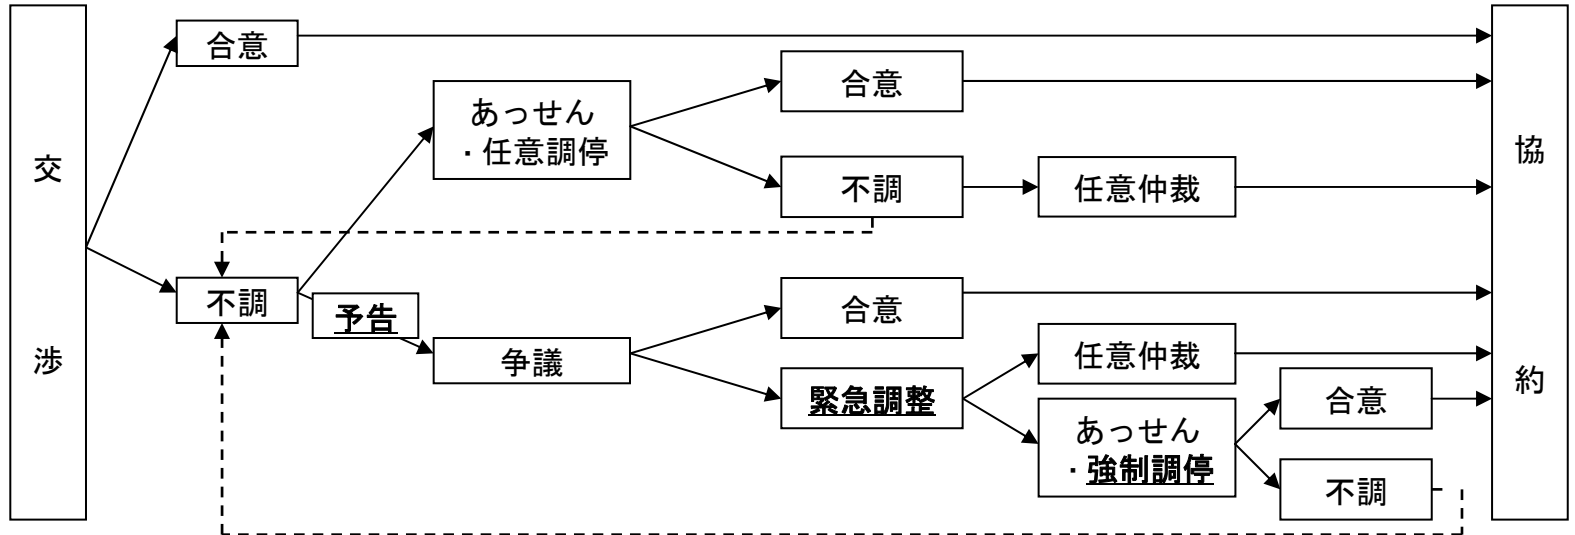 交渉
合意
不調
予告
あっせん
・任意調停
争議
合意
不調
任意仲裁
合意
緊急調整
任意仲裁
あっせん
・強制調停
合意
不調
協約